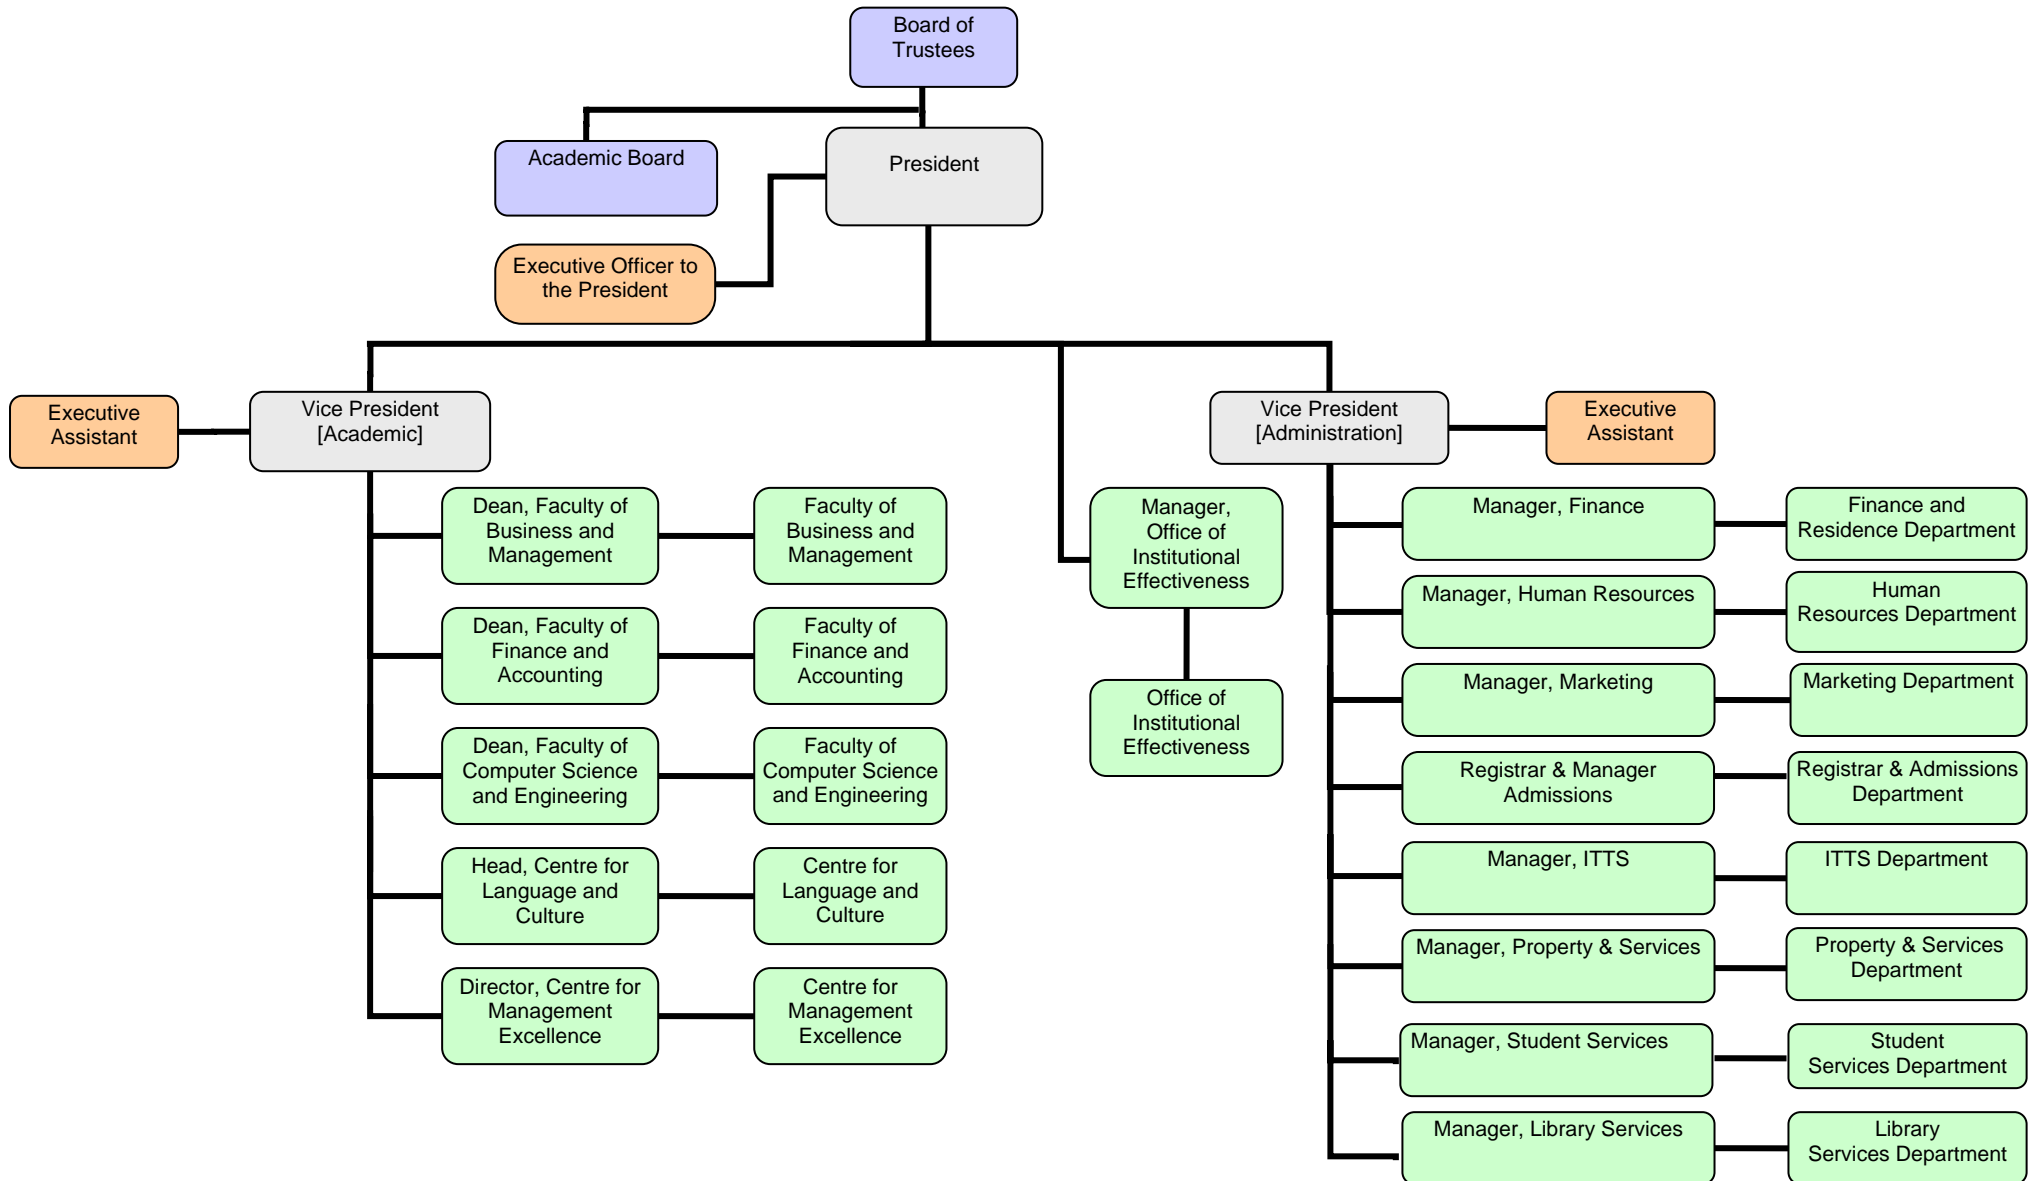 Board of
Trustees
Academic Board
President
Executive Officer to
the President
Executive
Assistant
Vice President
[Academic]
Vice President
[Administration]
Executive
Assistant
Dean, Faculty of
Business and
Management
Faculty of
Business and
Management
Dean, Faculty of
Finance and
Accounting
Faculty of
Finance and
Accounting
Dean, Faculty of
Computer Science
and Engineering
Faculty of
Computer Science
and Engineering
Head, Centre for
Language and
Culture
Centre for
Language and
Culture
Director, Centre for
Management
Excellence
Centre for
Management
Excellence
Manager,
Office of
Institutional
Effectiveness
Office of
Institutional
Effectiveness
Manager, Finance
Finance and
Residence Department
Manager, Human Resources
Human
Resources Department
Manager, Marketing
Marketing Department
Registrar & Manager
Admissions
Registrar & Admissions
Department
Manager, ITTS
ITTS Department
Manager, Property & Services
Property & Services
Department
Manager, Student Services
Student
Services Department
Manager, Library Services
Library
Services Department